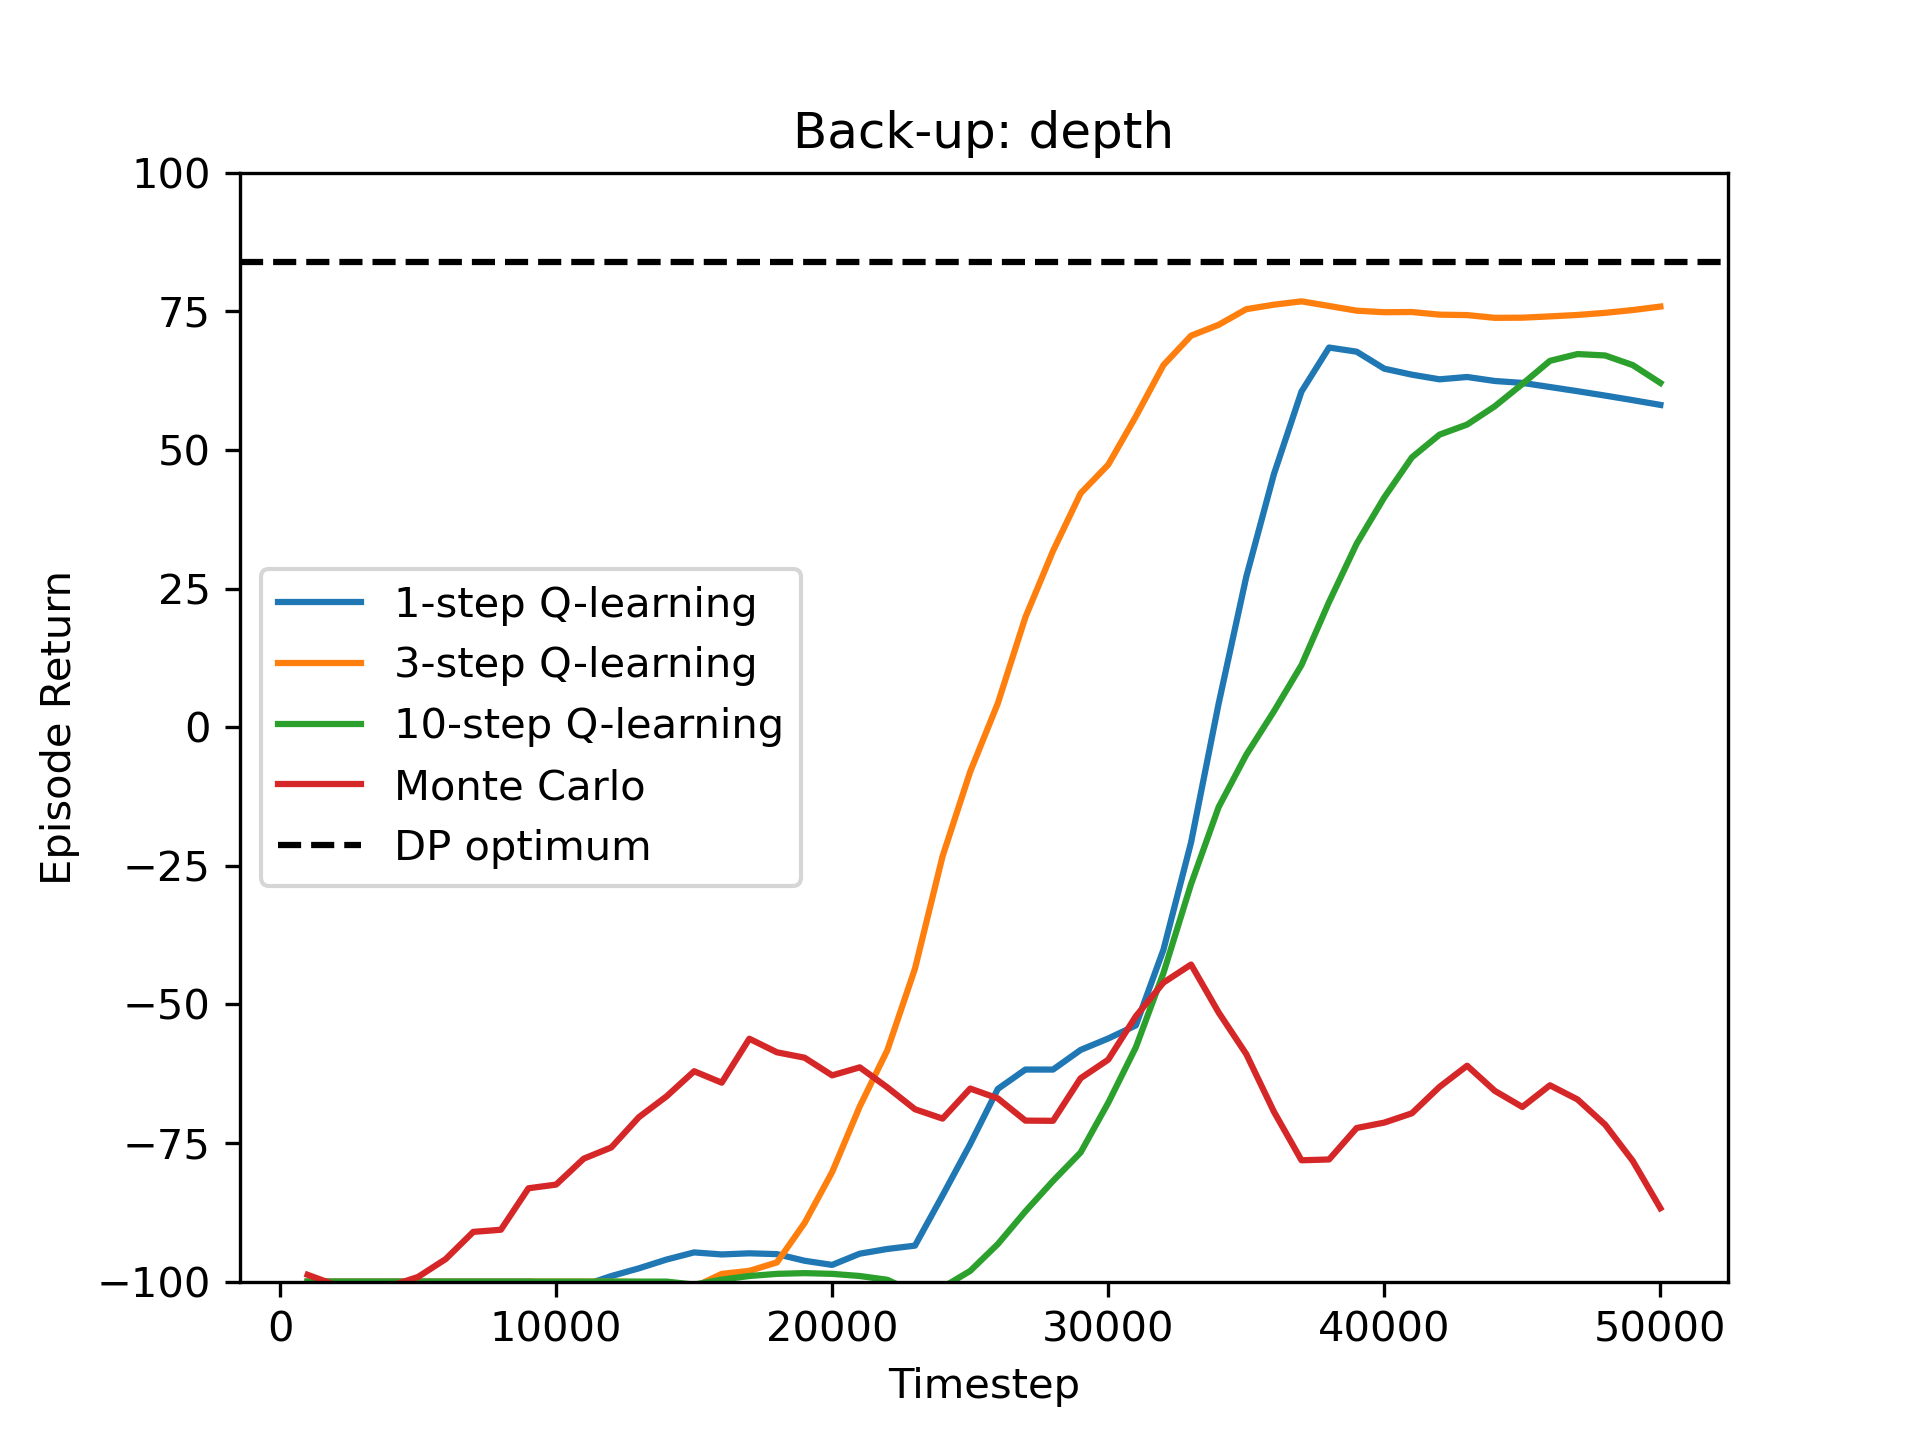 Back-up: depth
100
75
50
25
0
−25
−50
−75
−100
Episode Return
1-step Q-learning
3-step Q-learning
10-step Q-learning
Monte Carlo
DP optimum
0 10000 20000 30000 40000 50000
Timestep